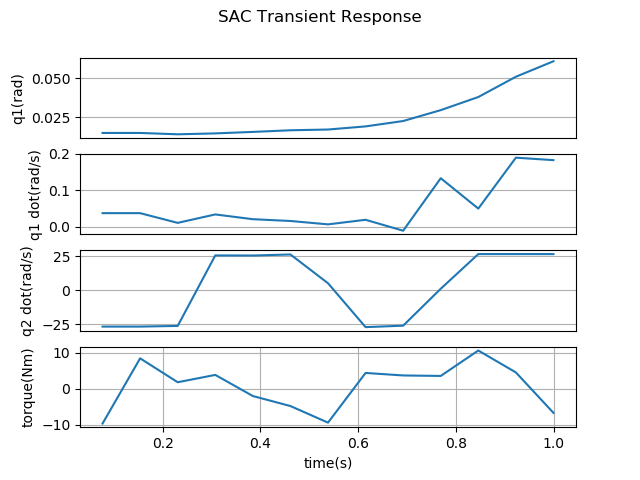 SAC Transient Response
q1(rad)
0.050
0.025
q1 dot(rad/s)
0.2
0.1
0.0
q2 dot(rad/s)
25
0
−25
torque(Nm)
10
0
−10
0.2 0.4 0.6 0.8 1.0
time(s)